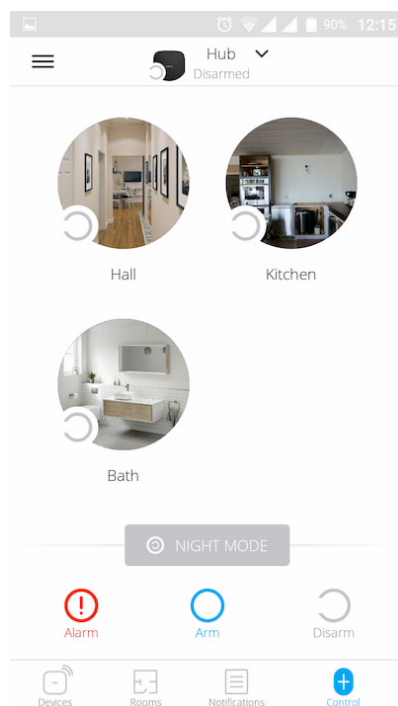 90% 12:15
Hub
Disarmed
Hall
Kitchen
Bath
NIGHT MODE
Alarm
Arm
Disarm
Devices
Rooms
Notifications
Control